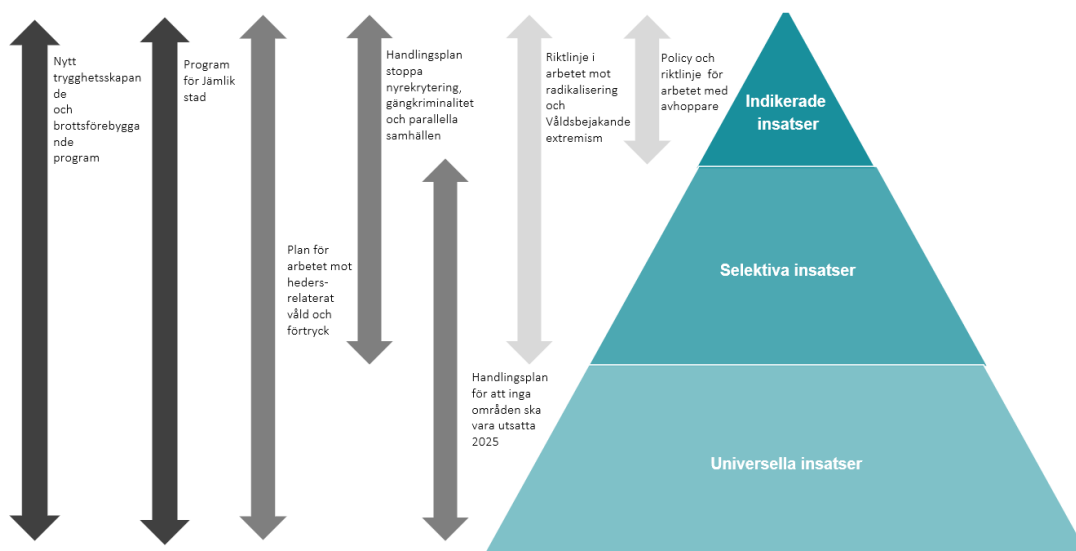 Nytt
trygghetsskapan
de
och
brottsförebygga
nde
program
Program
för Jämlik
stad
Plan för
arbetet mot
heders-
relaterat
våld och
förtryck
Handlingsplan
stoppa
nyrekrytering,
gängkriminalitet
och parallella
samhällen
Handlingsplan
för att inga
områden ska
vara utsatta
2025
Riktlinje i
arbetet mot
radikalisering
och
Våldsbejakande
extremism
Policy och
riktlinje för
arbetet med
avhoppare
Indikerade
insatser
Selektiva insatser
Universella insatser